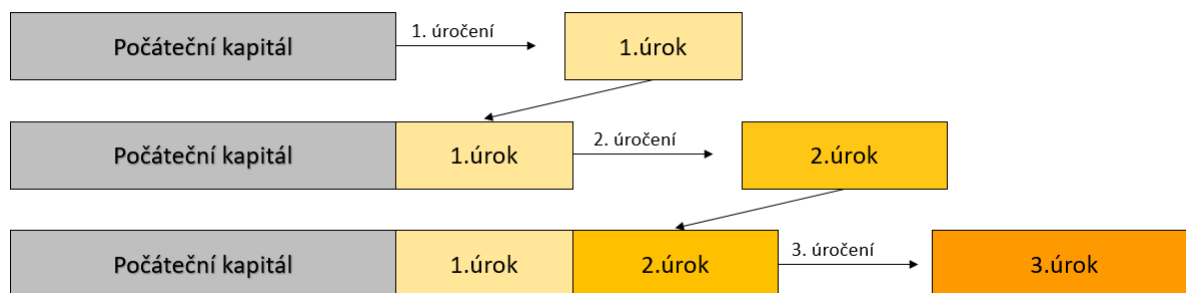 Počáteční kapitál
1. úročení
1.úrok
Počáteční kapitál
1.úrok
2. úročení
2.úrok
Počáteční kapitál
1.úrok
2.úrok
3. úročení
3.úrok